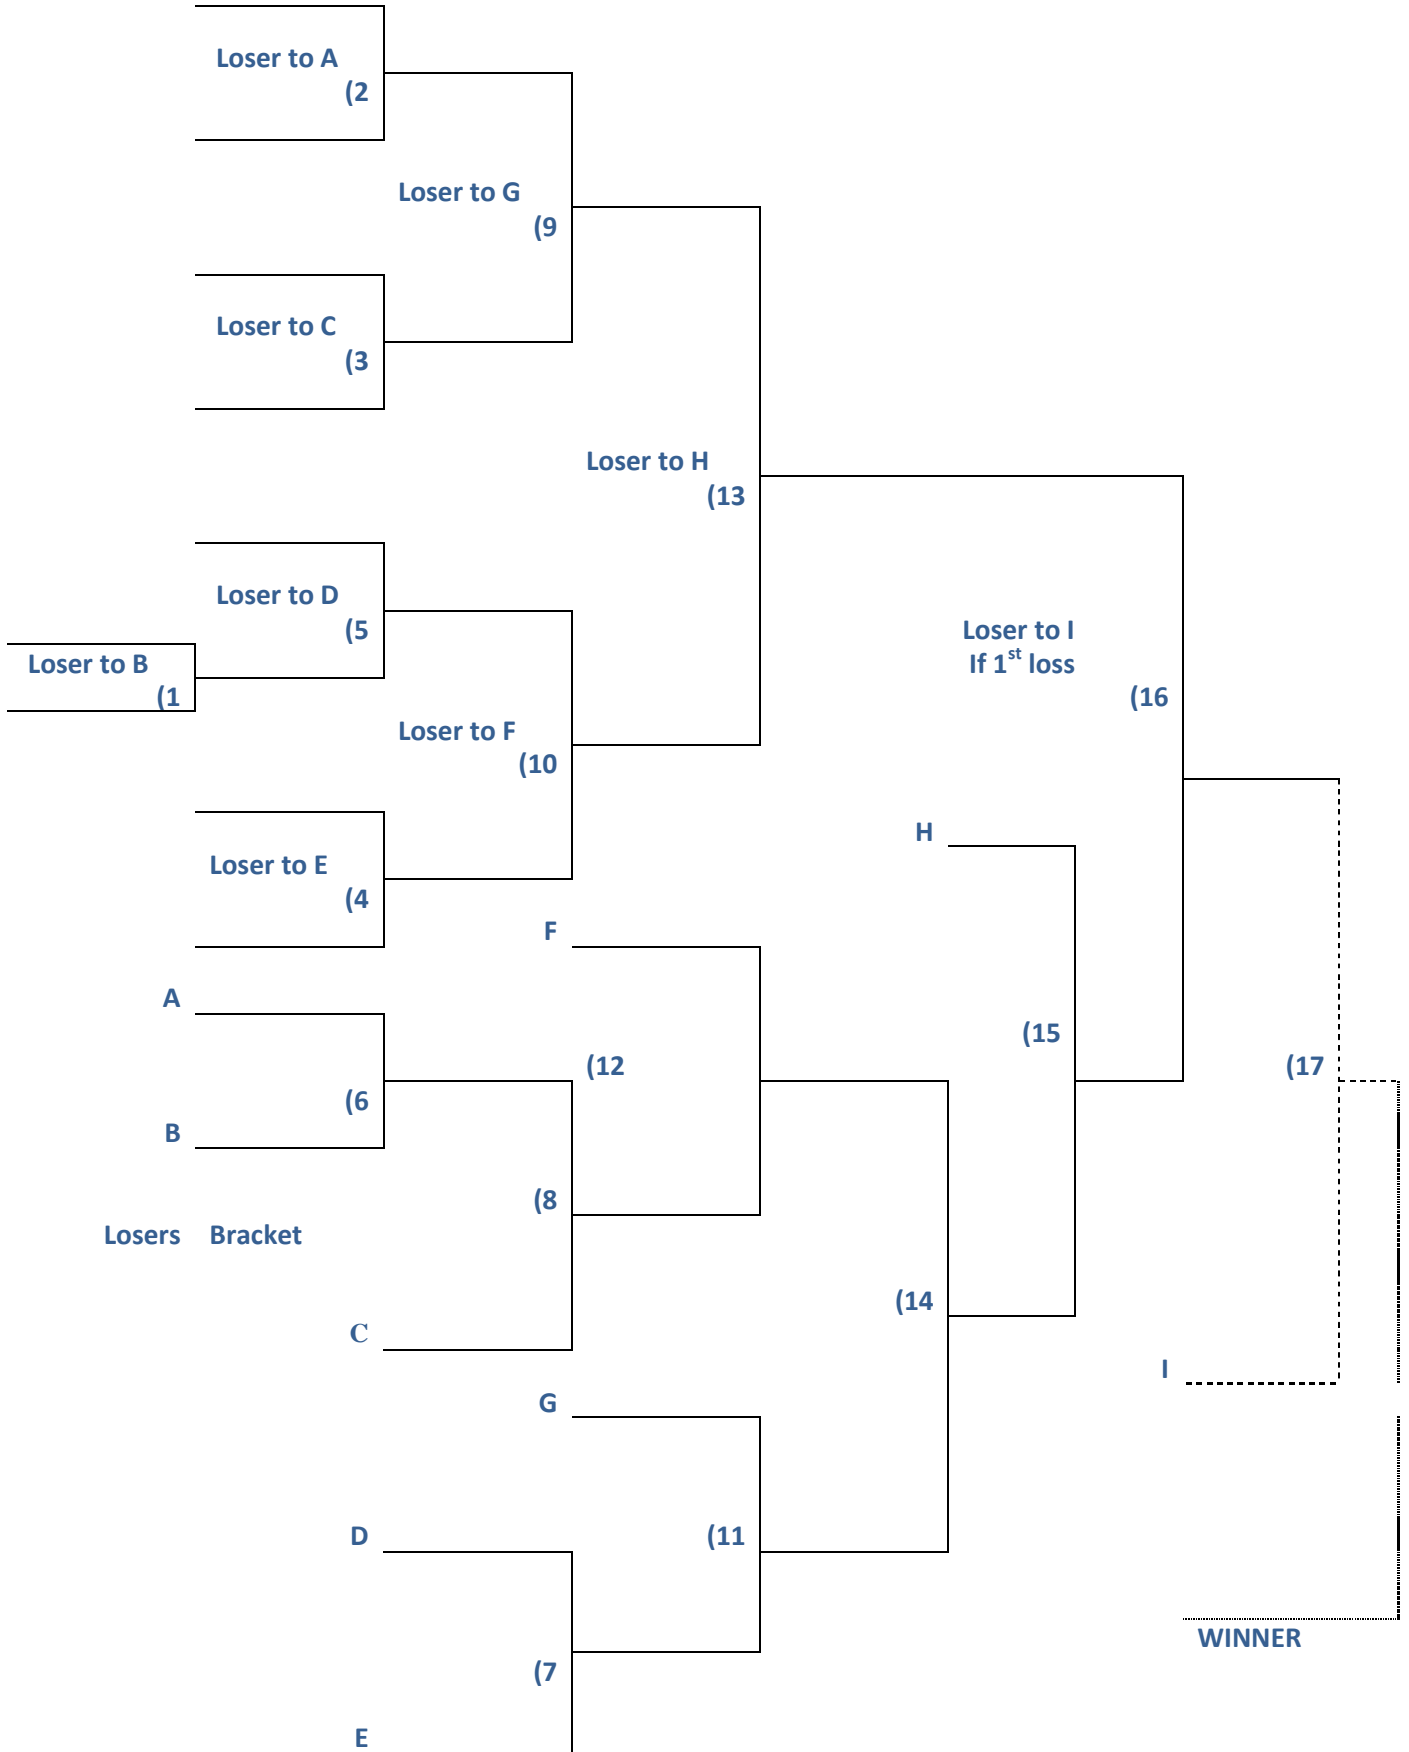 Loser to A
(2
Loser to G
(9
Loser to C
(3
Loser to H
(13
Loser to D
(5
Loser to I
If 1st loss
Loser to B
(1
(16
Loser to F
(10
H
Loser to E
(4
F
A
(15
(12
(17
(6
B
(8
Losers Bracket
(14
C
I
G
D
(11
WINNER
(7
E